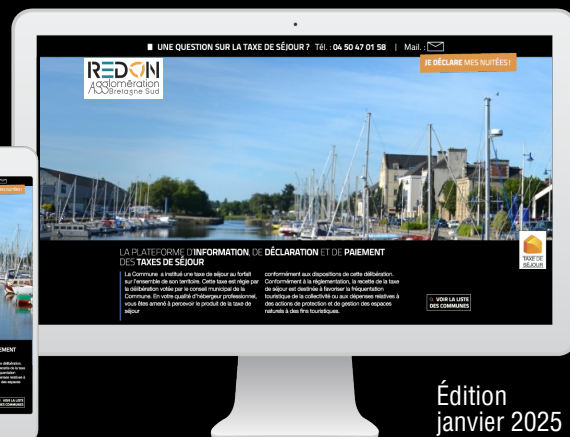 UNE QUESTION SUR LA TAXE DE SÉJOUR ? Tél. : 04 50 47 01 58 | Mail. :
JE DÉCLARE MES NUITÉES !
REDON
Agglomération
Bretagne Sud
LA PLATEFORME D'INFORMATION, DE DÉCLARATION ET DE PAIEMENT
DES TAXES DE SÉJOUR
La Commune a institué une taxe de séjour au forfait
sur l'ensemble de son territoire. Cette taxe est régie par
la délibération votée par le conseil municipal de la
Commune. En votre qualité d'hébergeur professionnel,
vous êtes amené à percevoir le produit de la taxe de
séjour
conformément aux dispositions de cette délibération.
Conformément à la réglementation, la recette de la taxe
de séjour est destinée à favoriser la fréquentation
touristique de la collectivité ou aux dépenses relatives à
des actions de protection et de gestion des espaces
naturels à des fins touristiques.
TAXE DE
SÉJOUR
VOIR LA LISTE
DES COMMUNES
EMENT
VOIR LA LISTE
DES COMMUNES
Édition
janvier 2025